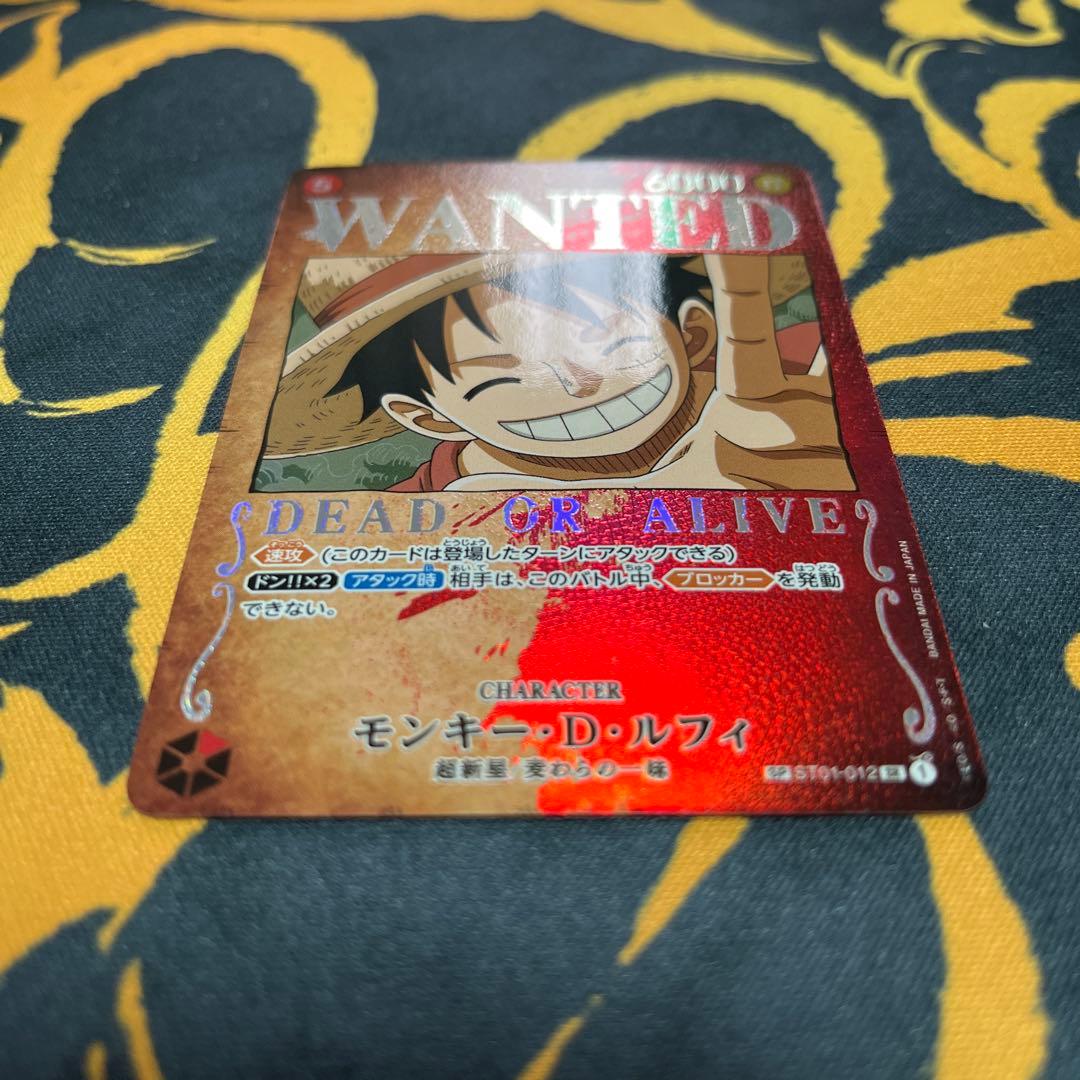 5 6000
WANTED
DEAD OR ALIVE
速攻 (このカードは登場したターンにアタックできる)
ドン!!×2 アタック時 相手は、このバトル中、ブロッカー を発動
できない。
CHARACTER
モンキー・D・ルフィ
超新星/麦わらの一味
SP ST01-012 SR 1
BANDAI MADE IN JAPAN